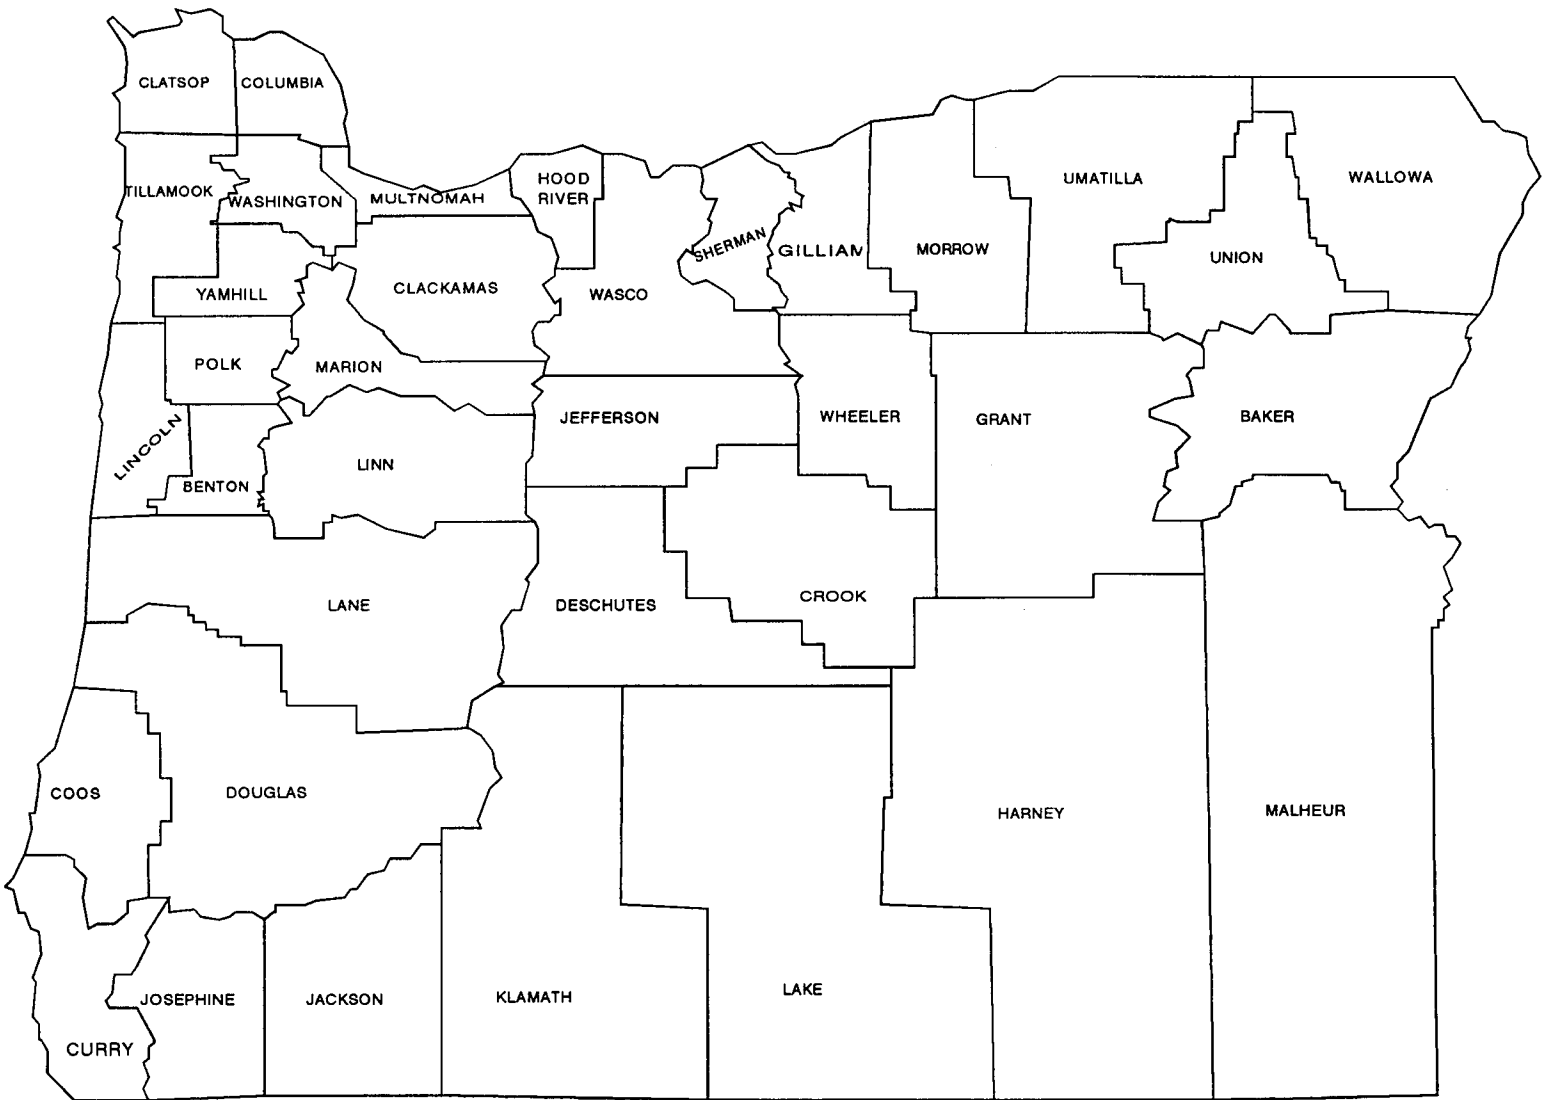 CLATSOP
COLUMBIA
TILLAMOOK
WASHINGTON
MULTNOMAH
HOOD
RIVER
UMATILLA
WALLOWA
SHERMAN
GILLIAM
MORROW
UNION
YAMHILL
CLACKAMAS
WASCO
POLK
MARION
LINCOLN
JEFFERSON
WHEELER
GRANT
BAKER
BENTON
LINN
LANE
DESCHUTES
CROOK
COOS
DOUGLAS
HARNEY
MALHEUR
CURRY
JOSEPHINE
JACKSON
KLAMATH
LAKE